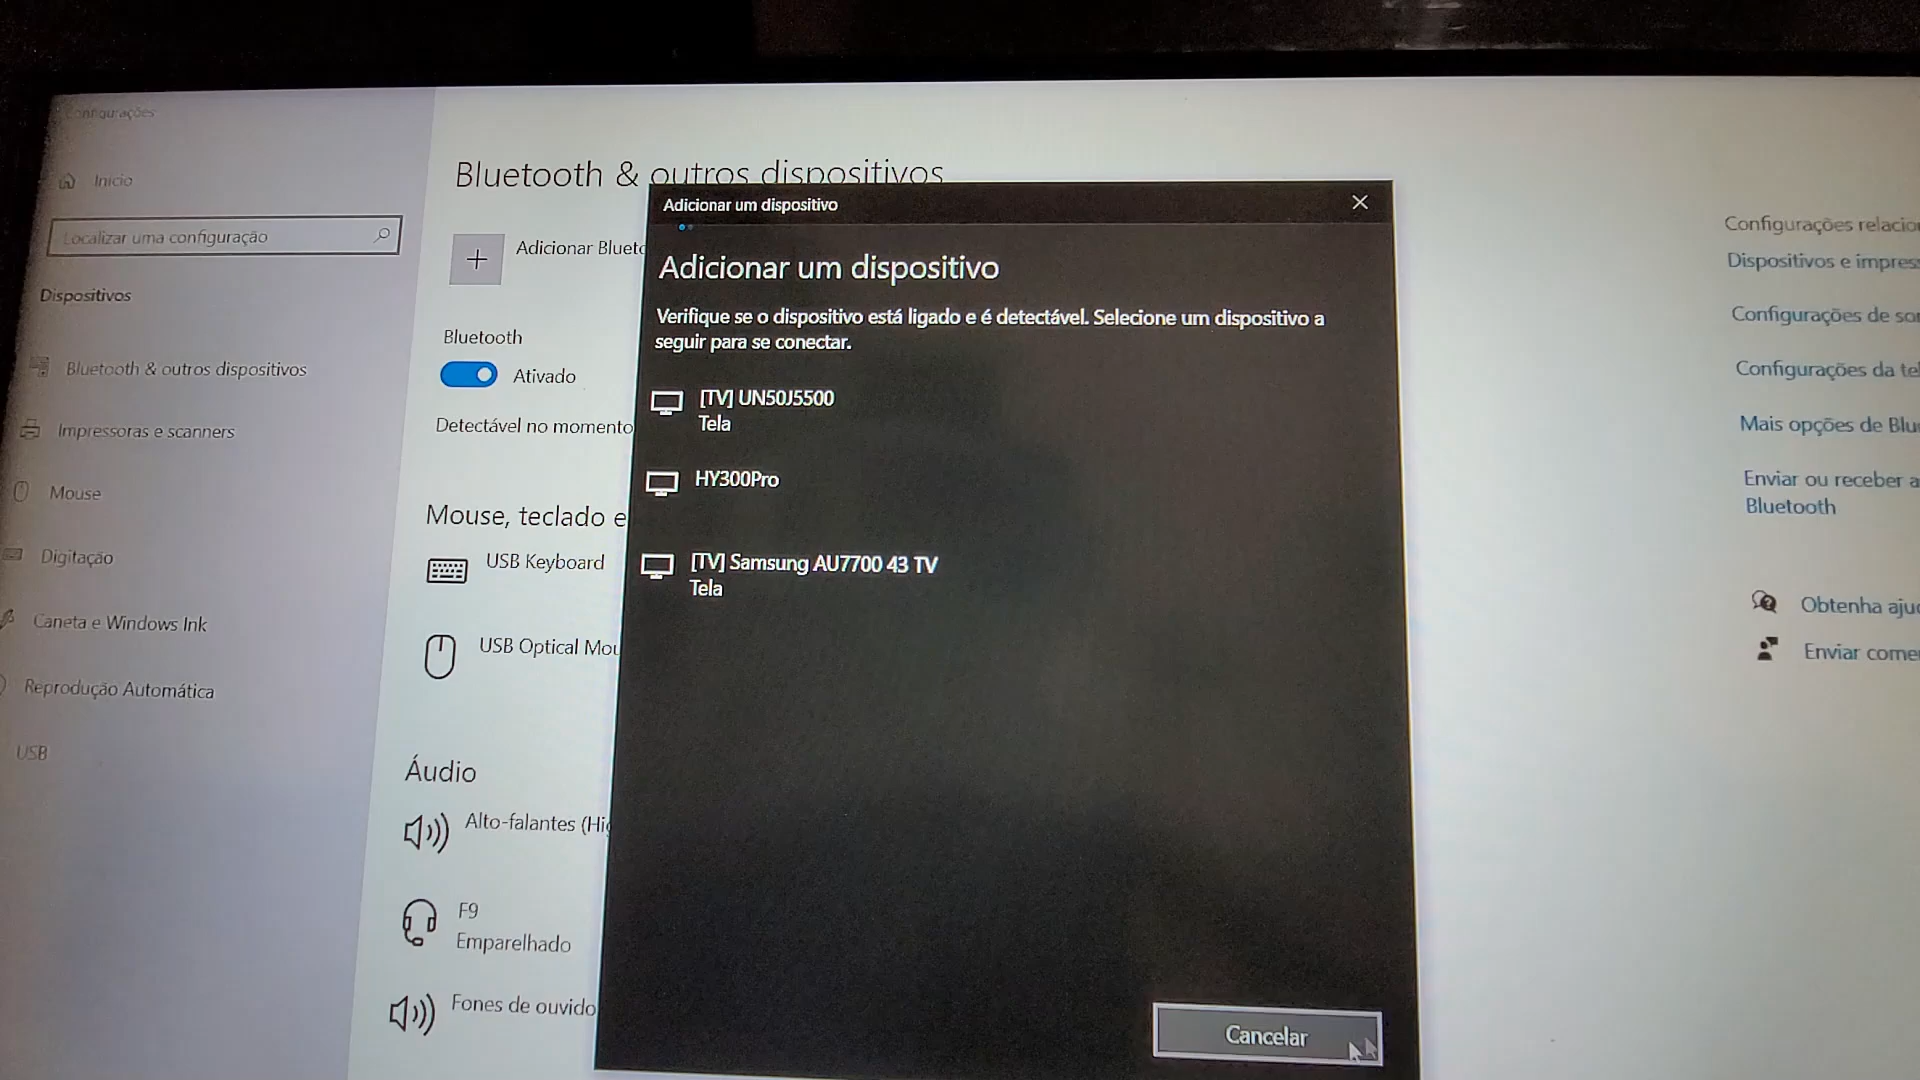 Configurações
Início
Localizar uma configuração
Dispositivos
Bluetooth & outros dispositivos
Impressoras e scanners
Mouse
Digitação
Caneta e Windows Ink
Reprodução Automática
USB
Bluetooth & outros dispositivos
Adicionar Blueto
Bluetooth
Ativado
Detectável no momento
Mouse, teclado e
USB Keyboard
USB Optical Mou
Áudio
Alto-falantes (Hig
F9
Emparelhado
Fones de ouvido
Adicionar um dispositivo
Adicionar um dispositivo
Verifique se o dispositivo está ligado e é detectável. Selecione um dispositivo a
seguir para se conectar.
[TV] UN50J5500
Tela
HY300Pro
[TV] Samsung AU7700 43 TV
Tela
Cancelar
Configurações relacio
Dispositivos e impress
Configurações de som
Configurações da tel
Mais opções de Blu
Enviar ou receber a
Bluetooth
Obtenha aju
Enviar come